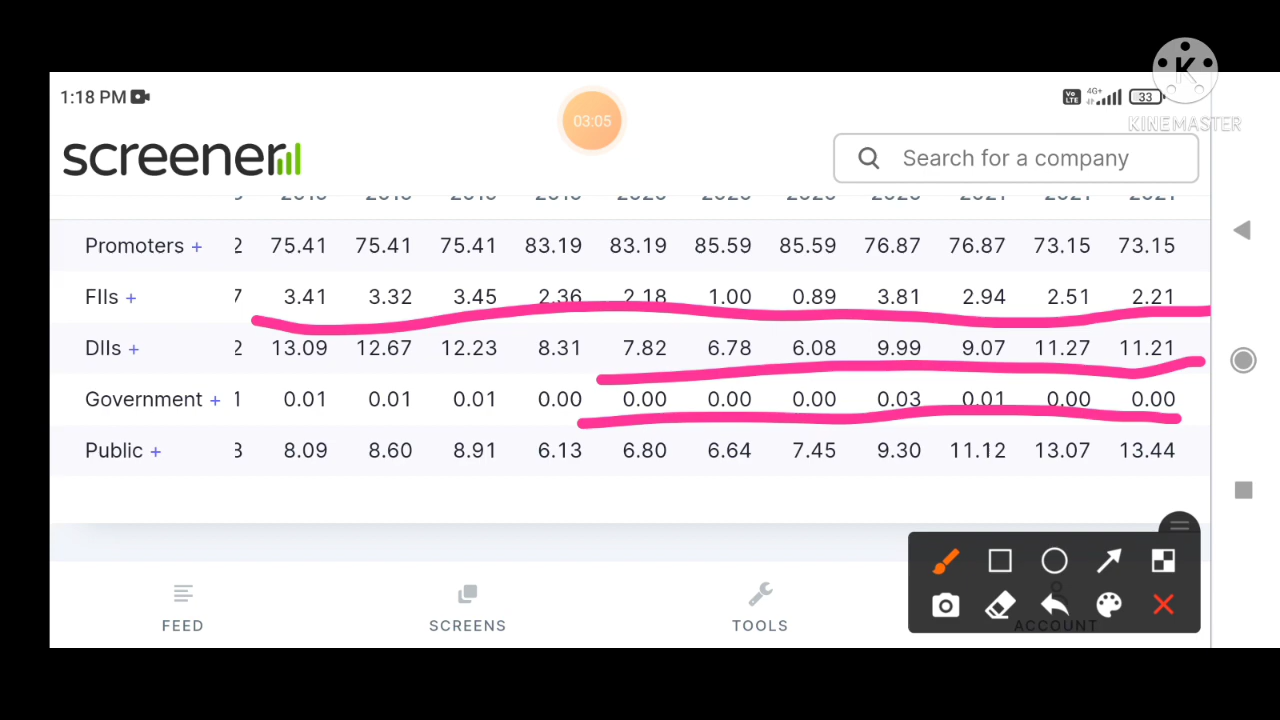 1:18 PM
Vo LTE 4G+ 33
03:05
KINEMASTER
screener
Search for a company
Promoters + 2 75.41 75.41 75.41 83.19 83.19 85.59 85.59 76.87 76.87 73.15 73.15
FIIs + 7 3.41 3.32 3.45 2.36 2.18 1.00 0.89 3.81 2.94 2.51 2.21
DIIs + 2 13.09 12.67 12.23 8.31 7.82 6.78 6.08 9.99 9.07 11.27 11.21
Government + 1 0.01 0.01 0.01 0.00 0.00 0.00 0.00 0.03 0.01 0.00 0.00
Public + 3 8.09 8.60 8.91 6.13 6.80 6.64 7.45 9.30 11.12 13.07 13.44
FEED SCREENS TOOLS ACCOUNT